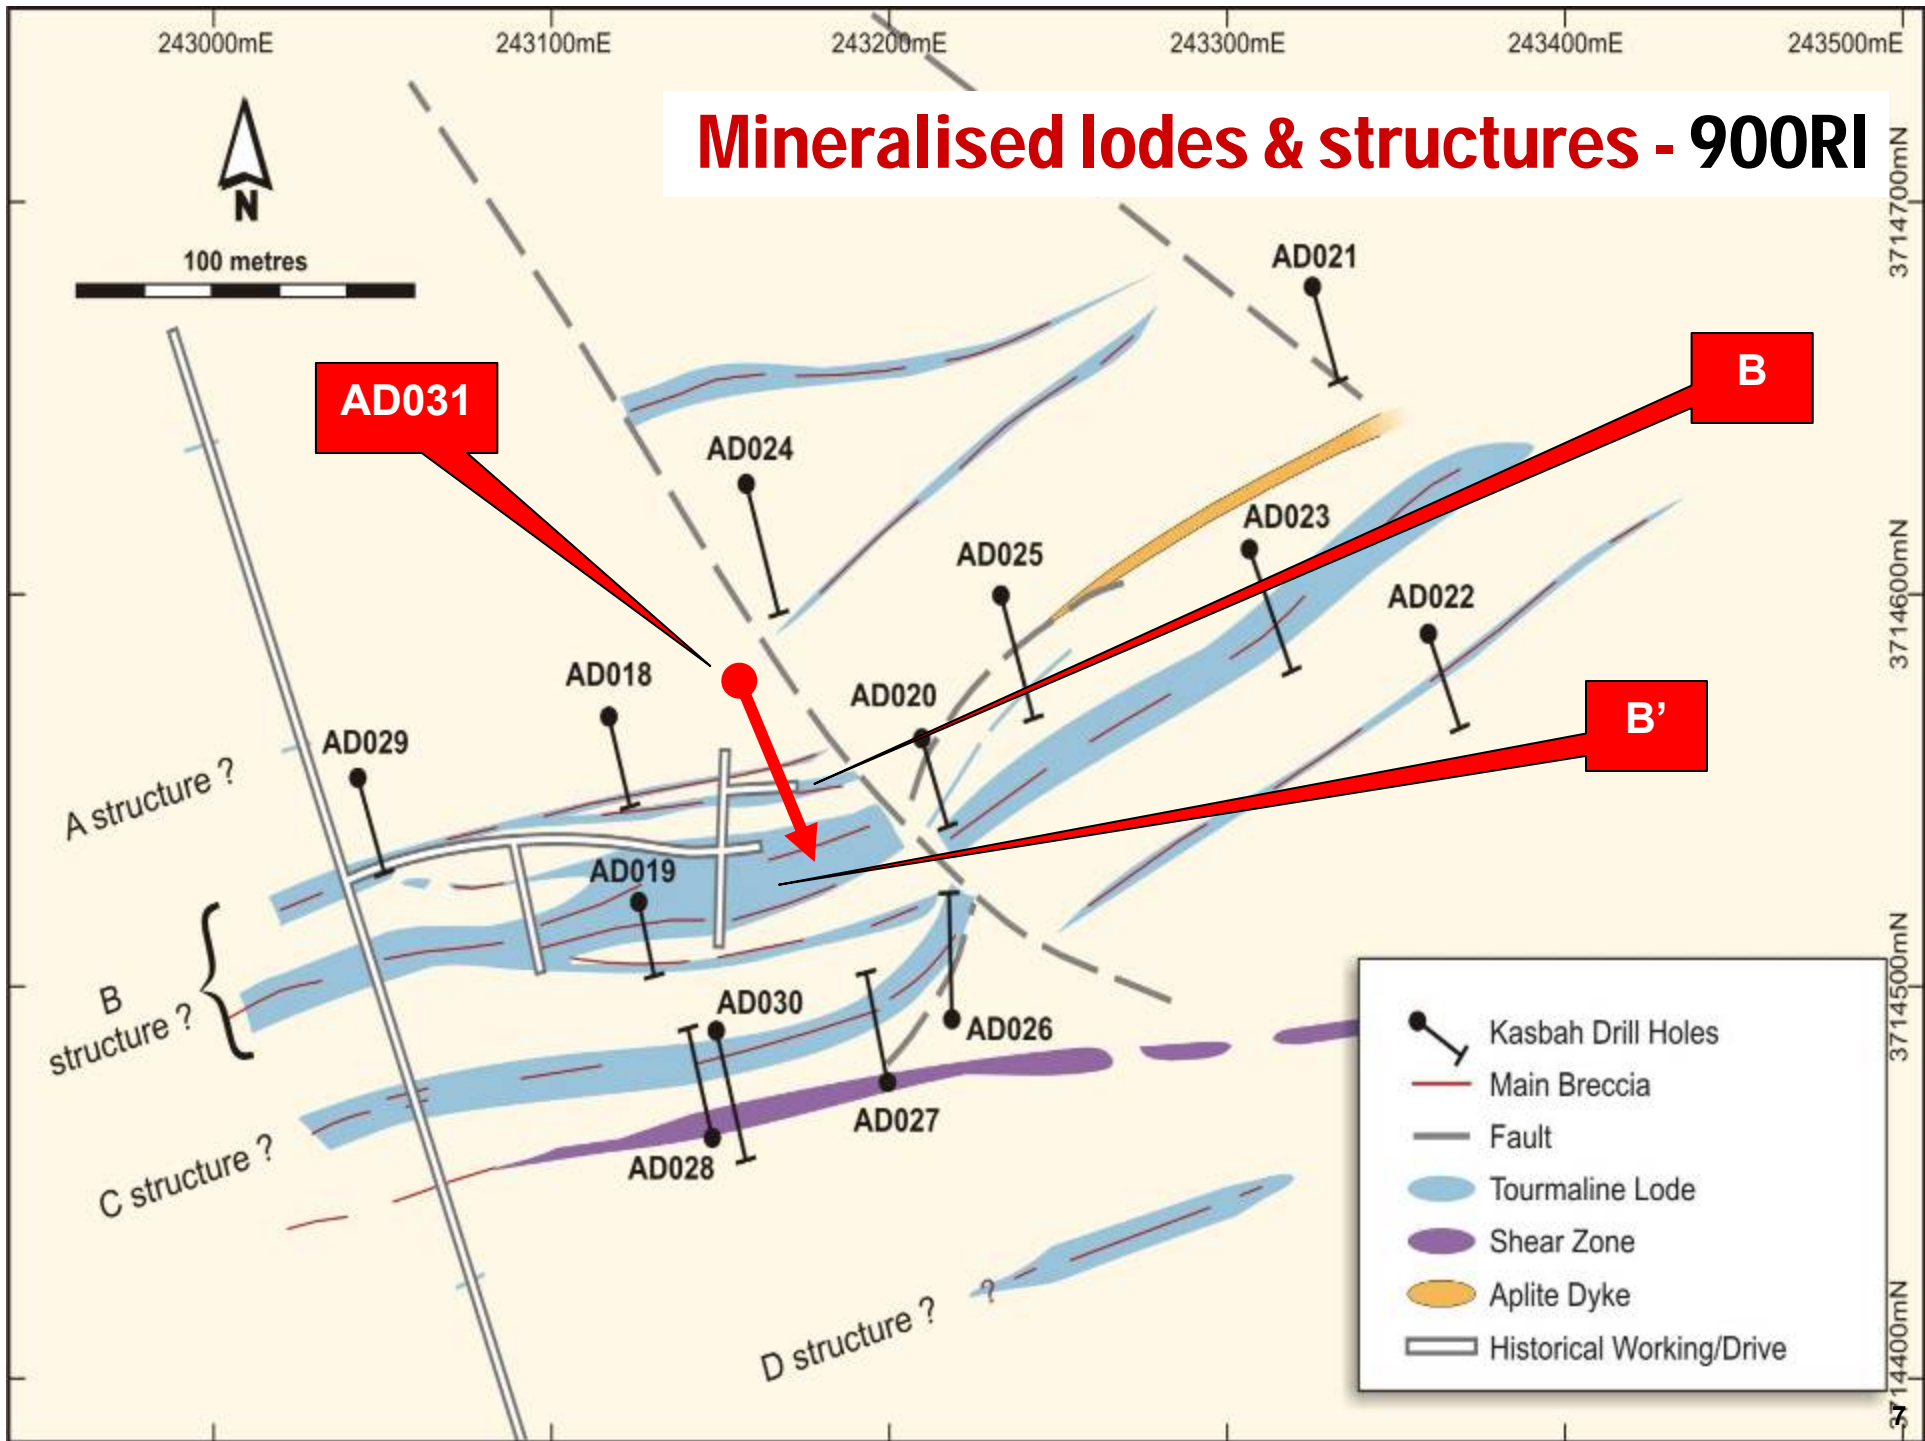 243000mE
243100mE
243200mE
243300mE
243400mE
243500mE
Mineralised lodes & structures - 900Rl
N
100 metres
3714700mN
AD021
B
AD031
AD024
AD023
AD025
AD022
3714600mN
AD018
AD020
B’
AD029
A structure ?
AD019
B
structure ?
AD030
AD026
3714500mN
AD027
AD028
C structure ?
D structure ?
?
Kasbah Drill Holes
Main Breccia
Fault
Tourmaline Lode
Shear Zone
Aplite Dyke
Historical Working/Drive
3714400mN
7